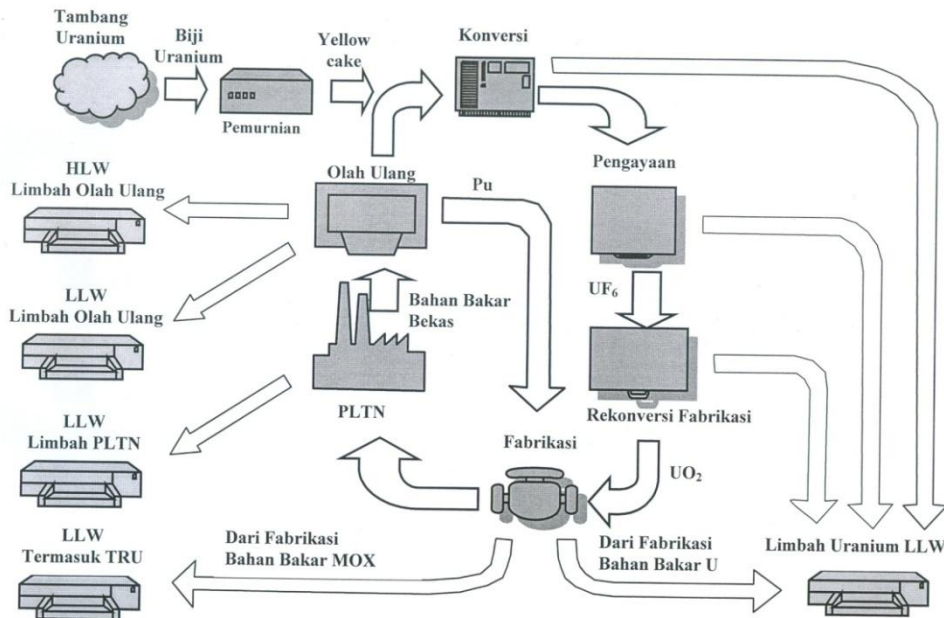 Tambang
Uranium
Biji
Uranium
Yellow
cake
Konversi
Pemurnian
Pengayaan
HLW
Limbah Olah Ulang
Olah Ulang
Pu
UF₆
LLW
Limbah Olah Ulang
Bahan Bakar
Bekas
Rekonversi Fabrikasi
PLTN
LLW
Limbah PLTN
Fabrikasi
UO₂
LLW
Termasuk TRU
Dari Fabrikasi
Bahan Bakar MOX
Dari Fabrikasi
Bahan Bakar U
Limbah Uranium LLW